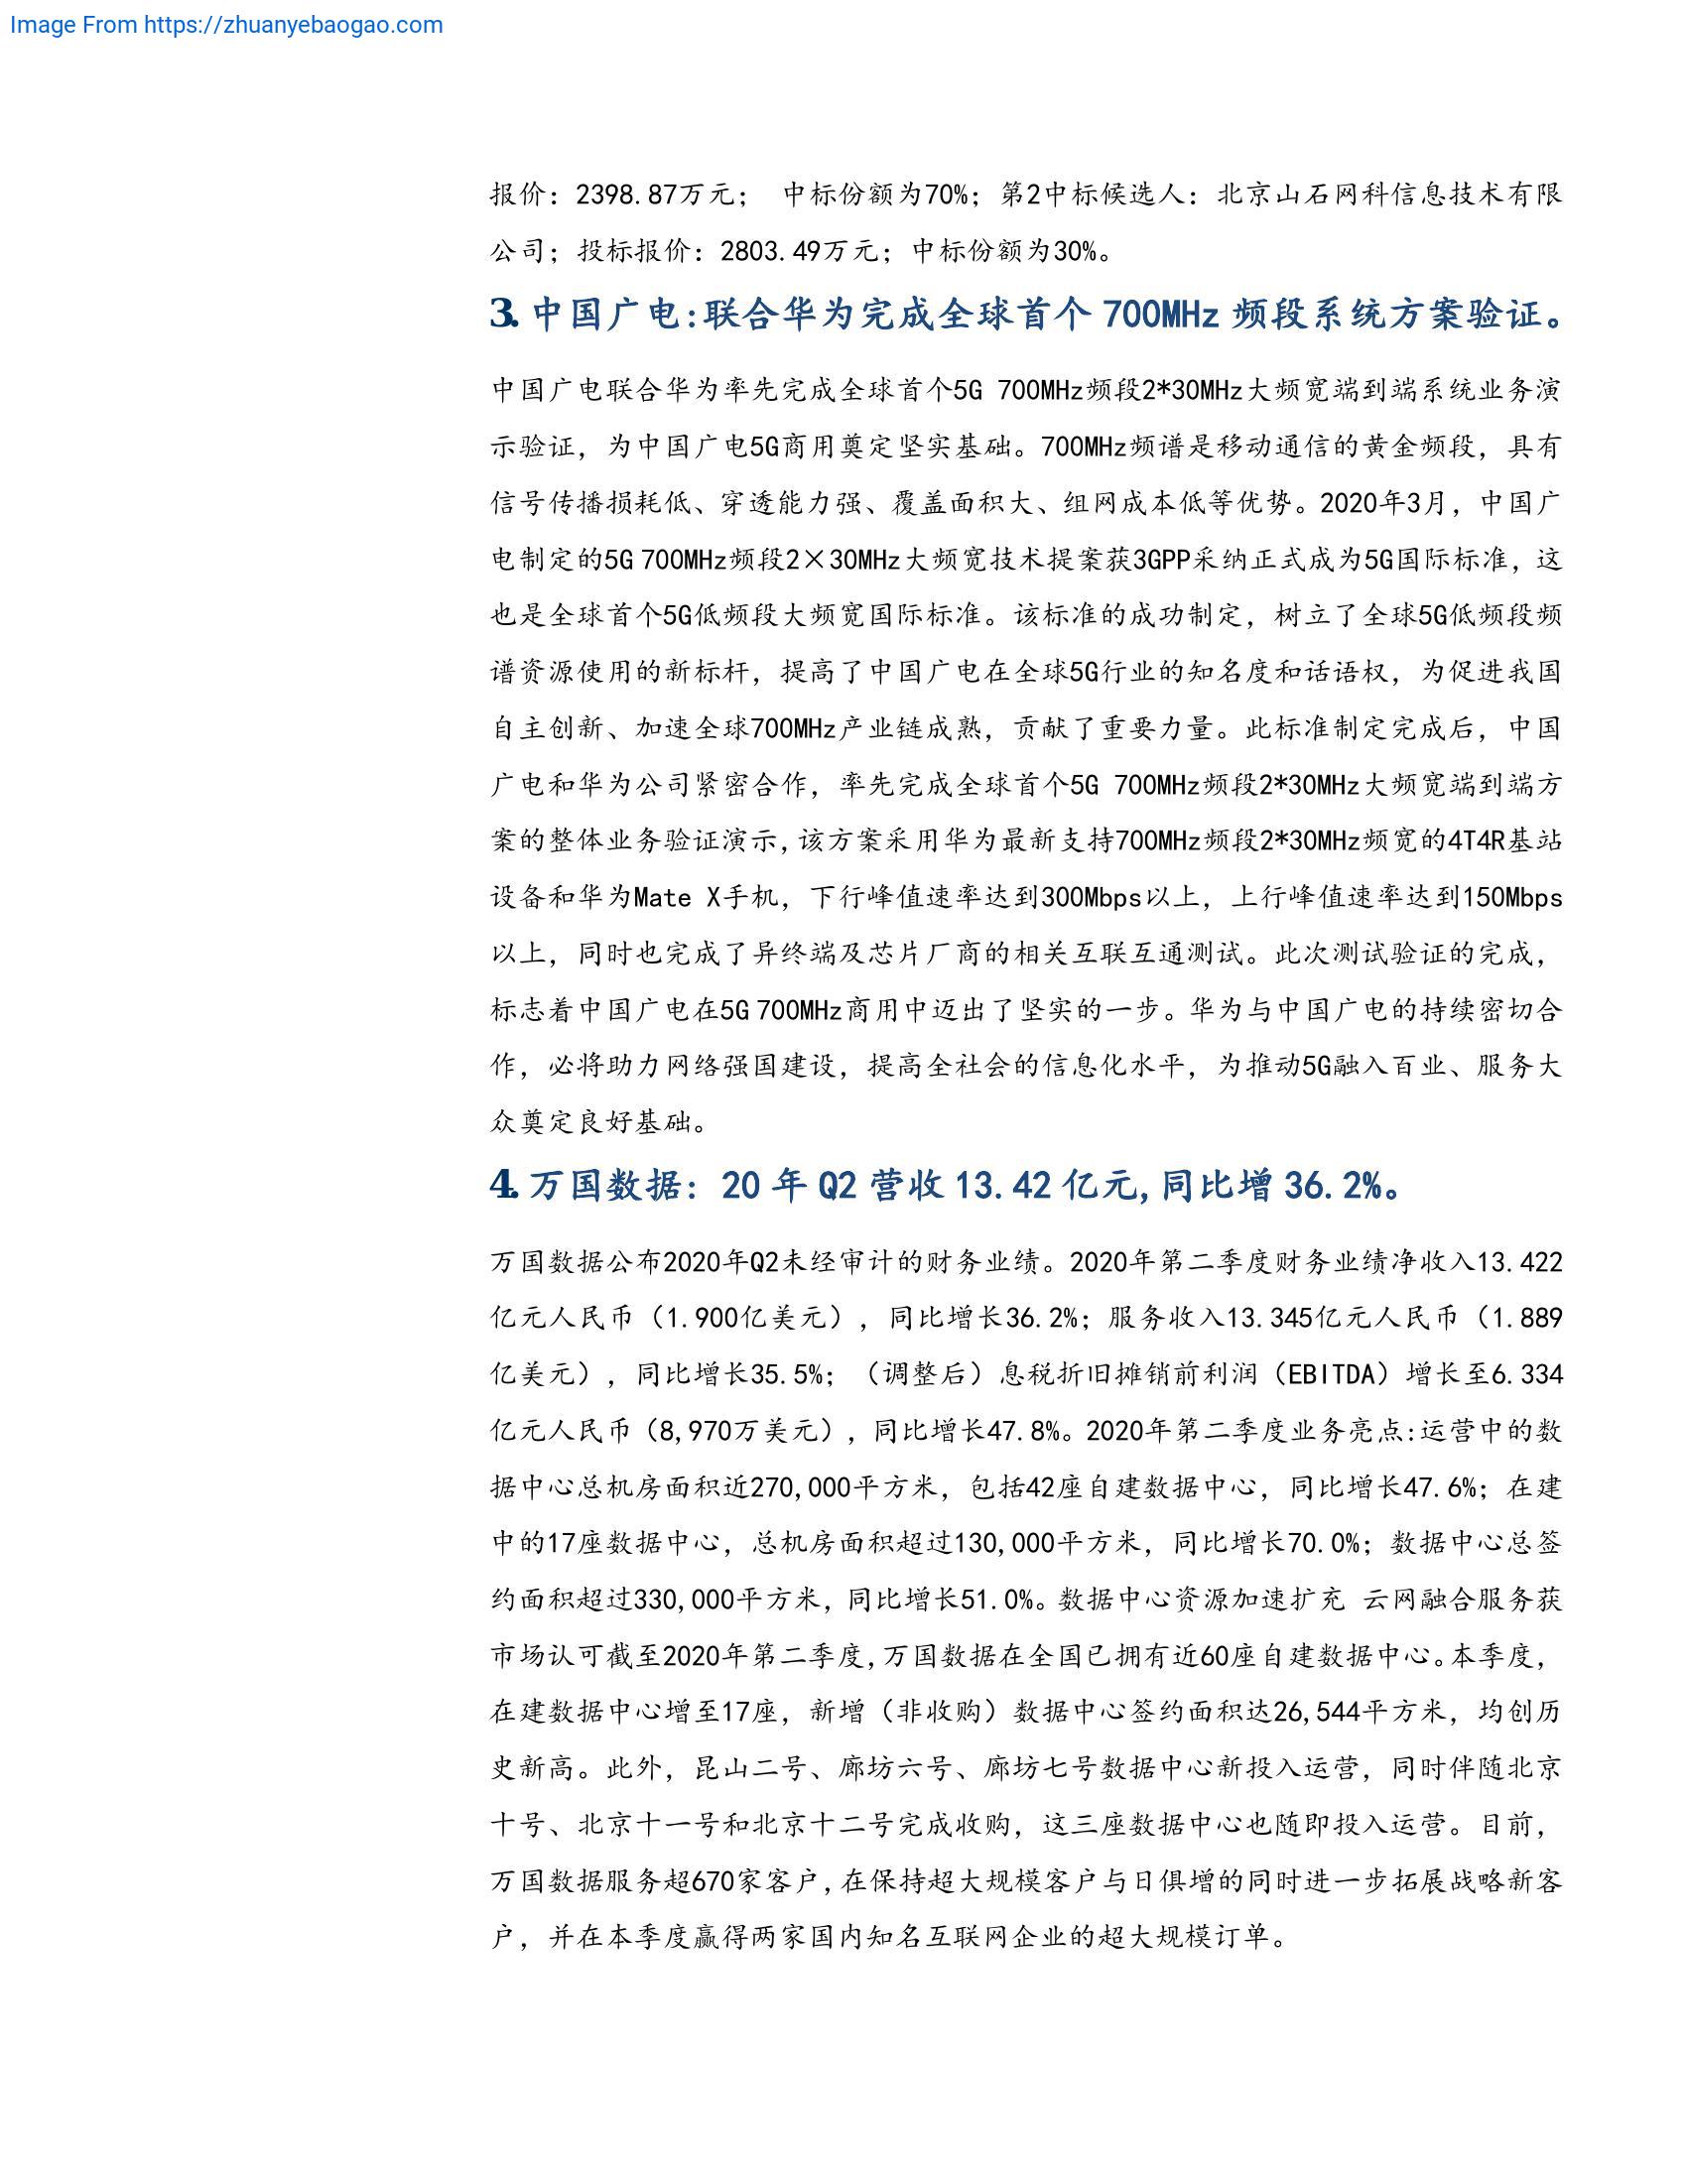 Image From https://zhuanyebaogao.com
报价：2398.87万元； 中标份额为70%；第2中标候选人：北京山石网科信息技术有限
公司；投标报价：2803.49万元；中标份额为30%。
3. 中国广电:联合华为完成全球首个 700MHz 频段系统方案验证。
中国广电联合华为率先完成全球首个5G 700MHz频段2*30MHz大频宽端到端系统业务演
示验证，为中国广电5G商用奠定坚实基础。700MHz频谱是移动通信的黄金频段，具有
信号传播损耗低、穿透能力强、覆盖面积大、组网成本低等优势。2020年3月，中国广
电制定的5G 700MHz频段2×30MHz大频宽技术提案获3GPP采纳正式成为5G国际标准，这
也是全球首个5G低频段大频宽国际标准。该标准的成功制定，树立了全球5G低频段频
谱资源使用的新标杆，提高了中国广电在全球5G行业的知名度和话语权，为促进我国
自主创新、加速全球700MHz产业链成熟，贡献了重要力量。此标准制定完成后，中国
广电和华为公司紧密合作，率先完成全球首个5G 700MHz频段2*30MHz大频宽端到端方
案的整体业务验证演示,该方案采用华为最新支持700MHz频段2*30MHz频宽的4T4R基站
设备和华为Mate X手机，下行峰值速率达到300Mbps以上，上行峰值速率达到150Mbps
以上，同时也完成了异终端及芯片厂商的相关互联互通测试。此次测试验证的完成，
标志着中国广电在5G 700MHz商用中迈出了坚实的一步。华为与中国广电的持续密切合
作，必将助力网络强国建设，提高全社会的信息化水平，为推动5G融入百业、服务大
众奠定良好基础。
4. 万国数据：20 年 Q2 营收 13.42 亿元,同比增 36.2%。
万国数据公布2020年Q2未经审计的财务业绩。2020年第二季度财务业绩净收入13.422
亿元人民币（1.900亿美元），同比增长36.2%；服务收入13.345亿元人民币（1.889
亿美元），同比增长35.5%；（调整后）息税折旧摊销前利润（EBITDA）增长至6.334
亿元人民币（8,970万美元），同比增长47.8%。2020年第二季度业务亮点:运营中的数
据中心总机房面积近270,000平方米，包括42座自建数据中心，同比增长47.6%；在建
中的17座数据中心，总机房面积超过130,000平方米，同比增长70.0%；数据中心总签
约面积超过330,000平方米，同比增长51.0%。数据中心资源加速扩充 云网融合服务获
市场认可截至2020年第二季度,万国数据在全国已拥有近60座自建数据中心。本季度，
在建数据中心增至17座，新增（非收购）数据中心签约面积达26,544平方米，均创历
史新高。此外，昆山二号、廊坊六号、廊坊七号数据中心新投入运营，同时伴随北京
十号、北京十一号和北京十二号完成收购，这三座数据中心也随即投入运营。目前，
万国数据服务超670家客户,在保持超大规模客户与日俱增的同时进一步拓展战略新客
户，并在本季度赢得两家国内知名互联网企业的超大规模订单。